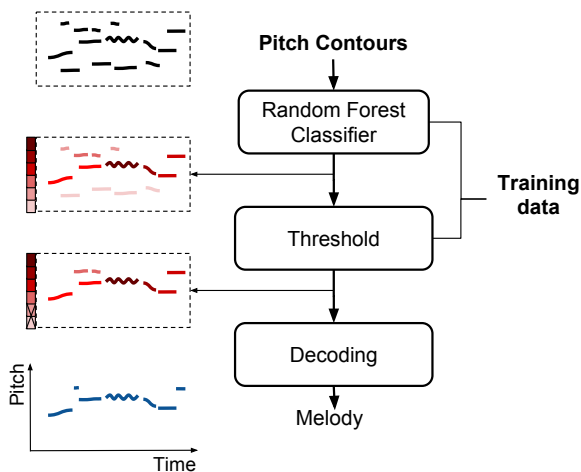 Pitch Contours
Random Forest
Classifier
Training
data
Threshold
Decoding
Melody
Pitch
Time